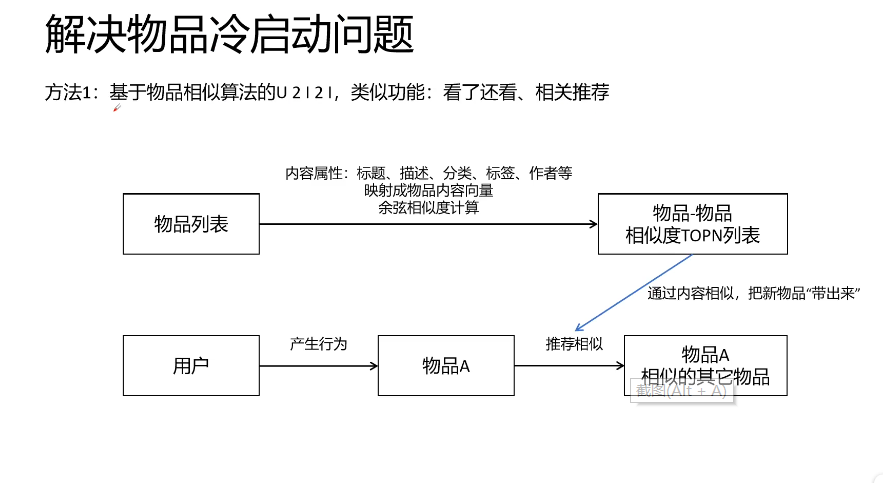 解决物品冷启动问题
方法1：基于物品相似算法的U 2 I 2 I，类似功能：看了还看、相关推荐
内容属性：标题、描述、分类、标签、作者等
映射成物品内容向量
余弦相似度计算
物品列表
物品-物品
相似度TOPN列表
通过内容相似，把新物品“带出来”
用户
产生行为
物品A
推荐相似
物品A
相似的其它物品
截图(Alt + A)